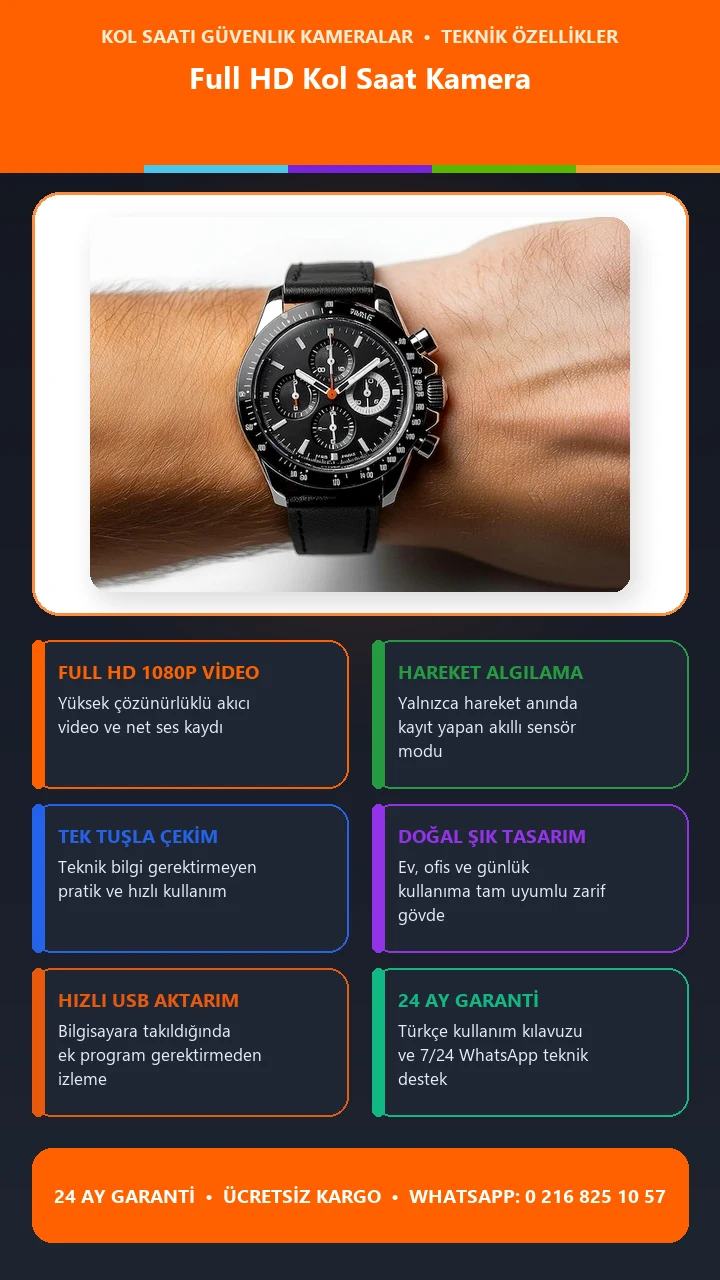 KOL SAATI GÜVENLIK KAMERALAR • TEKNİK ÖZELLİKLER
Full HD Kol Saat Kamera
FULL HD 1080P VİDEO
Yüksek çözünürlüklü akıcı
video ve net ses kaydı
HAREKET ALGILAMA
Yalnızca hareket anında
kayıt yapan akıllı sensör
modu
TEK TUŞLA ÇEKİM
Teknik bilgi gerektirmeyen
pratik ve hızlı kullanım
DOĞAL ŞIK TASARIM
Ev, ofis ve günlük
kullanıma tam uyumlu zarif
gövde
HIZLI USB AKTARIM
Bilgisayara takıldığında
ek program gerektirmeden
izleme
24 AY GARANTİ
Türkçe kullanım kılavuzu
ve 7/24 WhatsApp teknik
destek
24 AY GARANTİ • ÜCRETSİZ KARGO • WHATSAPP: 0 216 825 10 57